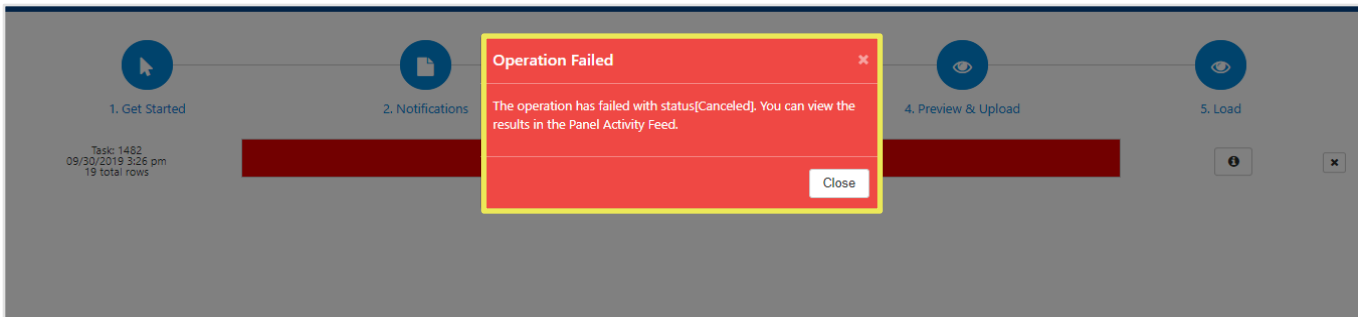 Operation Failed
The operation has failed with status[Canceled]. You can view the
results in the Panel Activity Feed.
Close
1. Get Started
2. Notifications
4. Preview & Upload
5. Load
Task: 1482
09/30/2019 3:26 pm
19 total rows